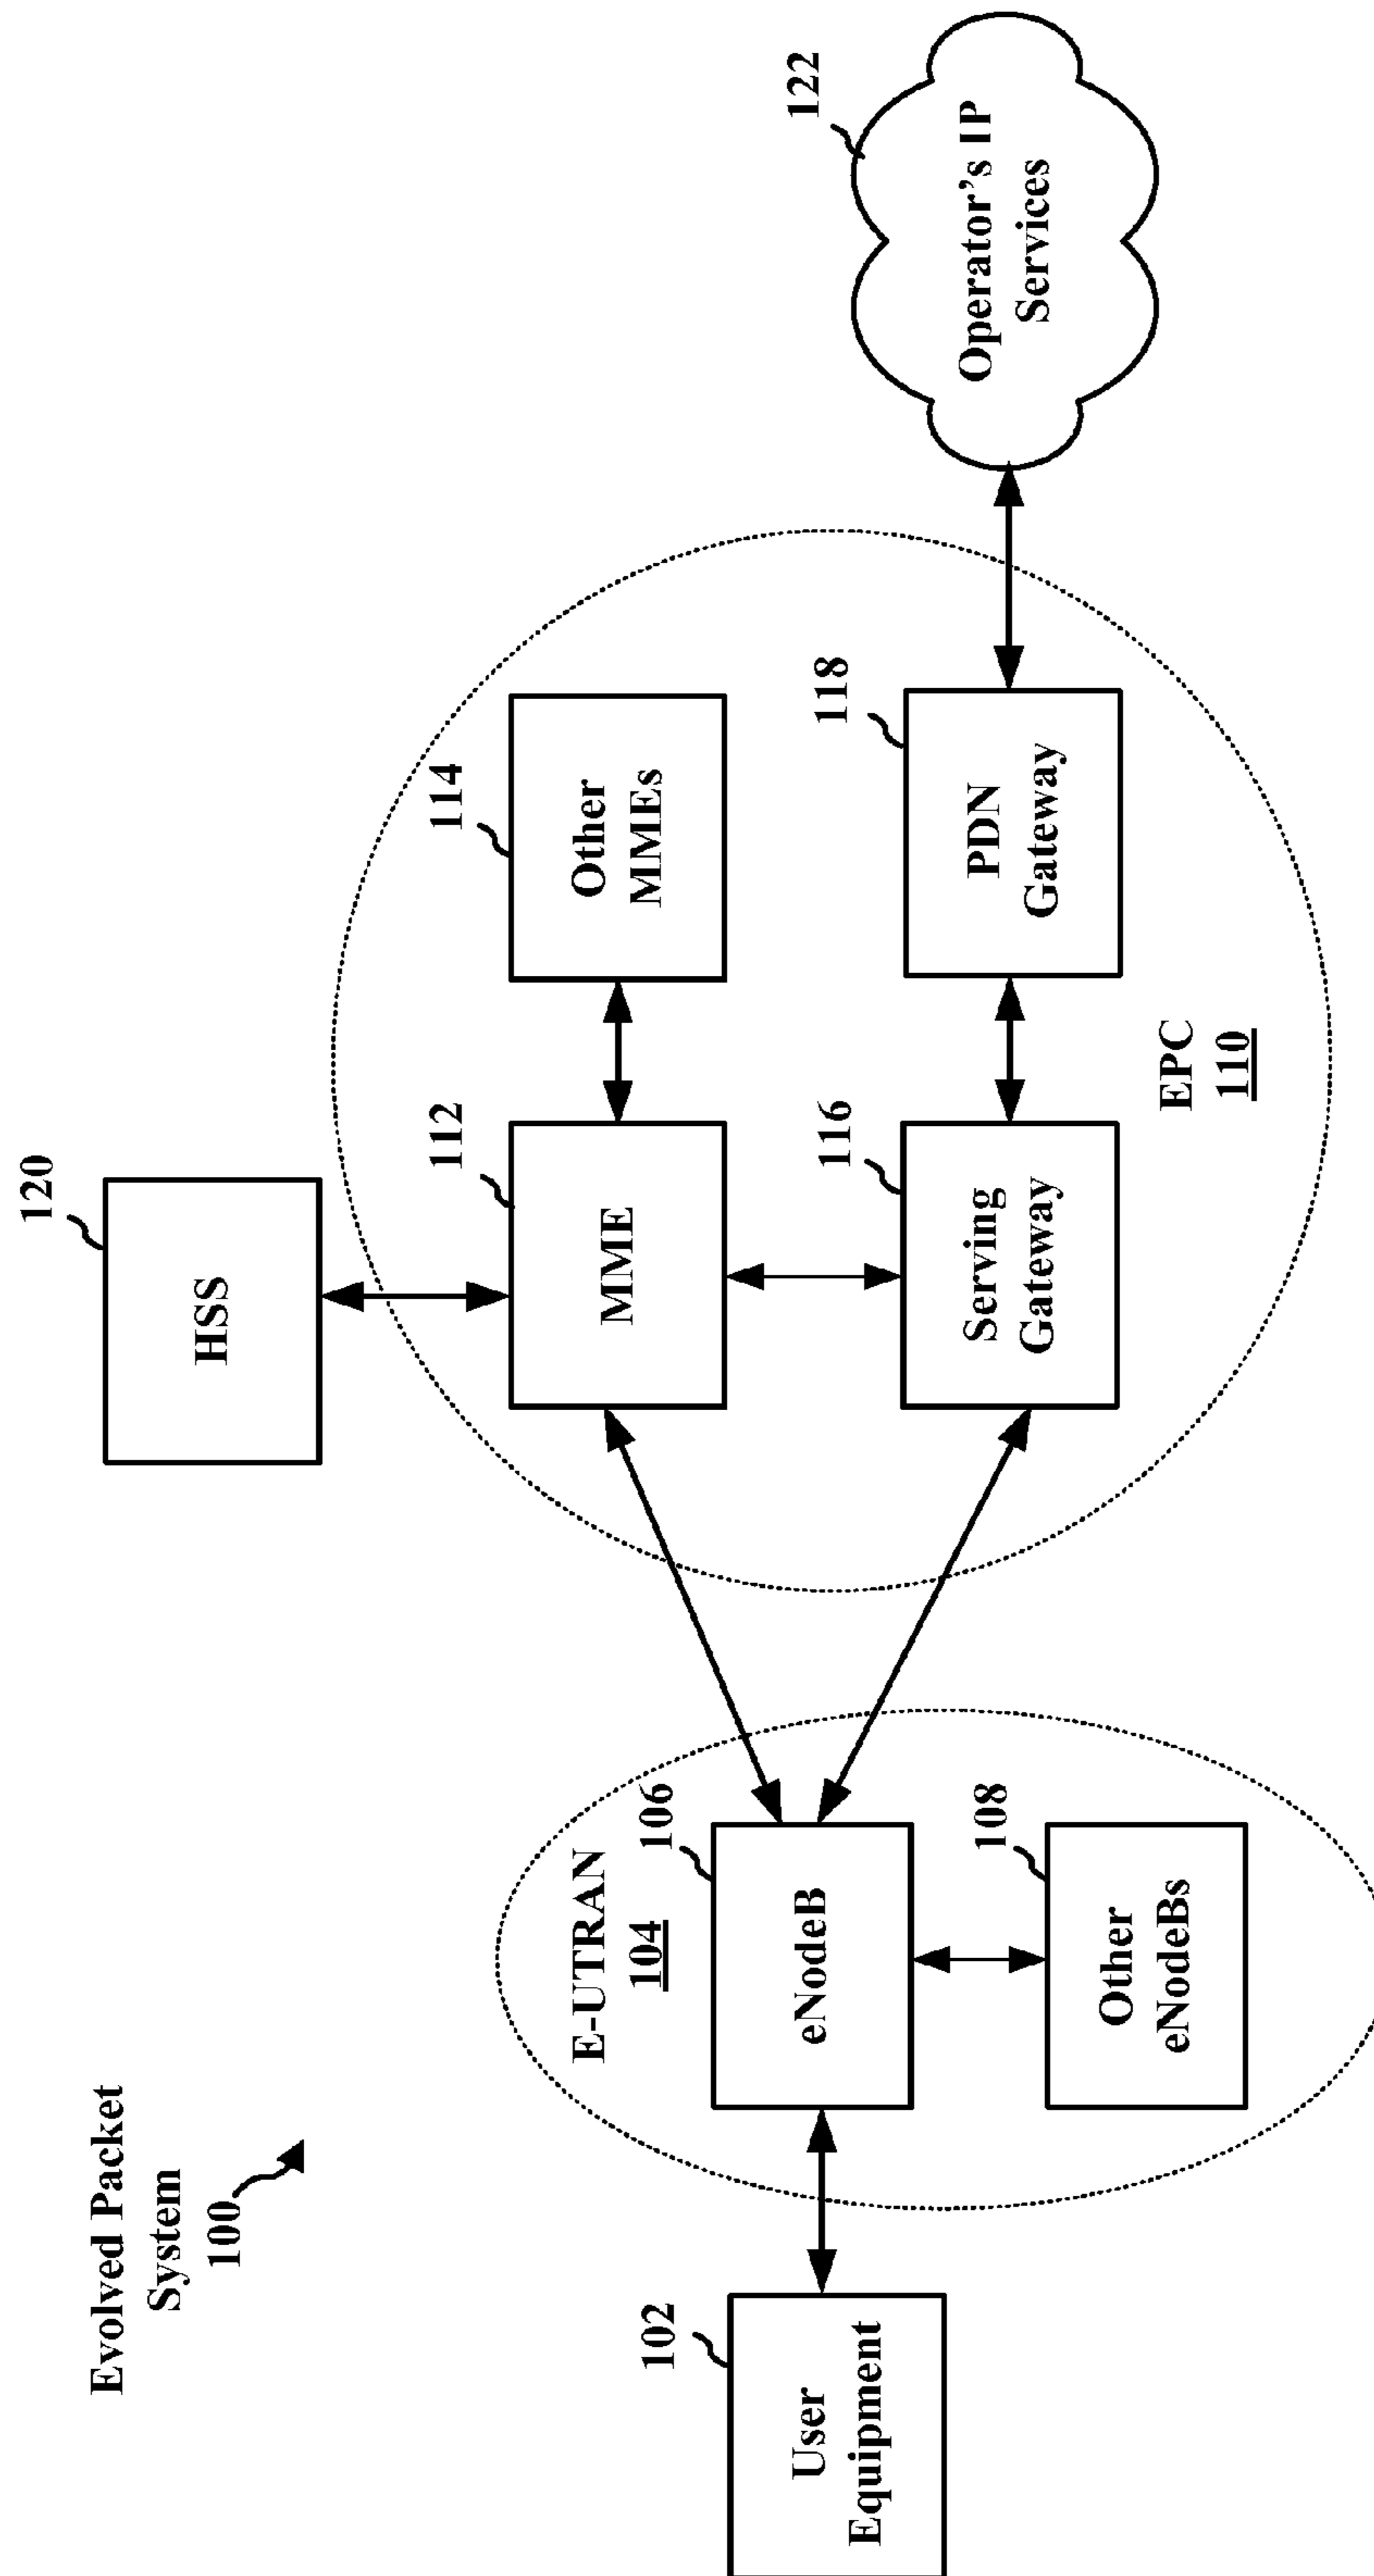 Evolved Packet
System
100
120
HSS
E-UTRAN
104
102
User
Equipment
106
eNodeB
108
Other
eNodeBs
112
MME
114
Other
MMEs
116
Serving
Gateway
118
PDN
Gateway
EPC
110
122
Operator’s IP
Services